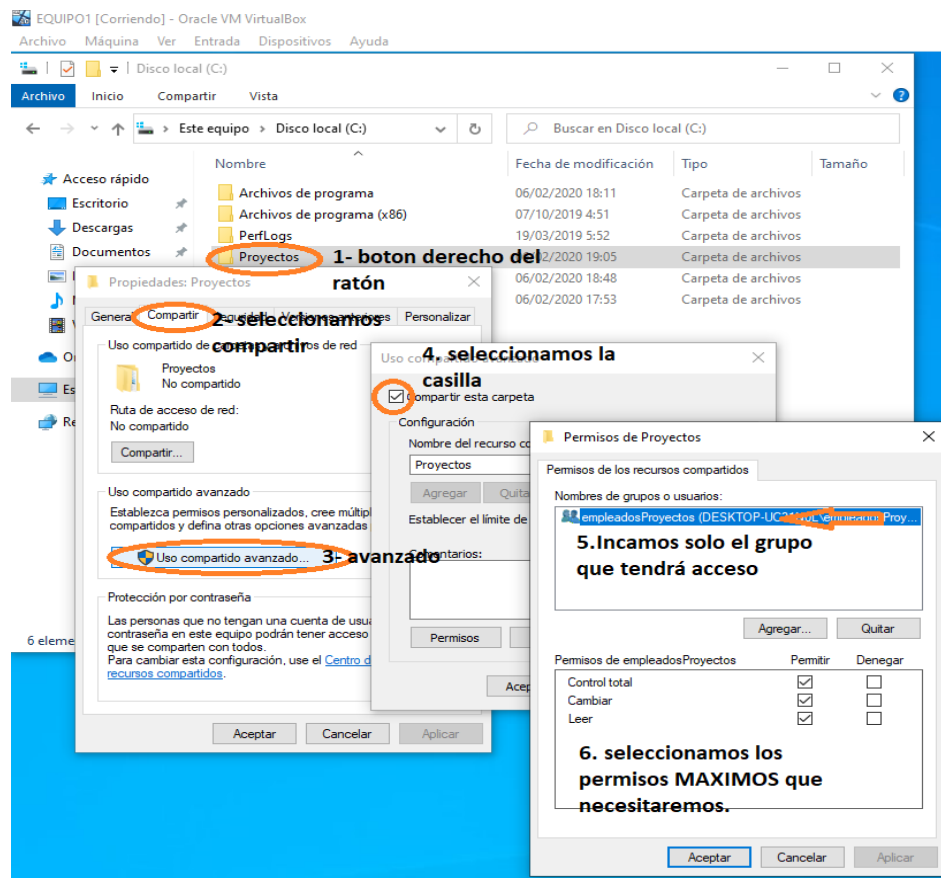 EQUIPO1 [Corriendo] - Oracle VM VirtualBox
Archivo Máquina Ver Entrada Dispositivos Ayuda
Disco local (C:)
Archivo Inicio Compartir Vista
Este equipo > Disco local (C:)
Buscar en Disco local (C:)
Nombre Fecha de modificación Tipo Tamaño
Acceso rápido
Escritorio
Descargas
Documentos
Archivos de programa 06/02/2020 18:11 Carpeta de archivos
Archivos de programa (x86) 07/10/2019 4:51 Carpeta de archivos
PerfLogs 19/03/2019 5:52 Carpeta de archivos
Proyectos 02/2020 19:05 Carpeta de archivos
06/02/2020 18:48 Carpeta de archivos
06/02/2020 17:53 Carpeta de archivos
1- boton derecho del
ratón
6 eleme
Propiedades: Proyectos
General Compartir Seguridad Versiones anteriores Personalizar
2- seleccionamos
compartir
Uso compartido de carpetas y archivos de red
Proyectos
No compartido
Ruta de acceso de red:
No compartido
Compartir...
Uso compartido avanzado
Establezca permisos personalizados, cree múltipl
compartidos y defina otras opciones avanzadas
Uso compartido avanzado...
3- avanzado
Protección por contraseña
Las personas que no tengan una cuenta de usua
contraseña en este equipo podrán tener acceso
que se comparten con todos.
Para cambiar esta configuración, use el Centro d
recursos compartidos.
Aceptar Cancelar Aplicar
Uso compartido avanzado
4. seleccionamos la
casilla
Compartir esta carpeta
Configuración
Nombre del recurso co
Proyectos
Agregar Quita
Establecer el límite de
Comentarios:
Permisos
Acep
Permisos de Proyectos
Permisos de los recursos compartidos
Nombres de grupos o usuarios:
empleadosProyectos
5.Incamos solo el grupo
que tendrá acceso
Agregar... Quitar
Permisos de empleadosProyectos Permitir Denegar
Control total
Cambiar
Leer
6. seleccionamos los
permisos MAXIMOS que
necesitaremos.
Aceptar Cancelar Aplicar